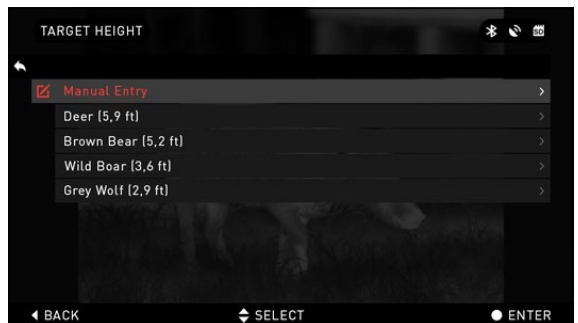 TARGET HEIGHT
SD
Manual Entry
Deer (5,9 ft)
Brown Bear (5,2 ft)
Wild Boar (3,6 ft)
Grey Wolf (2,9 ft)
BACK SELECT ENTER